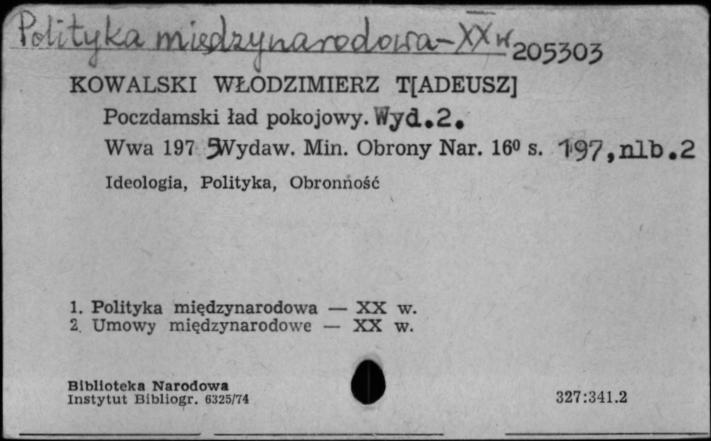 Polityka międzynarodowa - XX w
205303
KOWALSKI WŁODZIMIERZ T[ADEUSZ]
Poczdamski ład pokojowy. Wyd.2.
Wwa 1975 Wydaw. Min. Obrony Nar. 16⁰ s. 197,nlb.2
Ideologia, Polityka, Obronność
1. Polityka międzynarodowa — XX w.
2. Umowy międzynarodowe — XX w.
Biblioteka Narodowa
Instytut Bibliogr. 6325/74
327:341.2